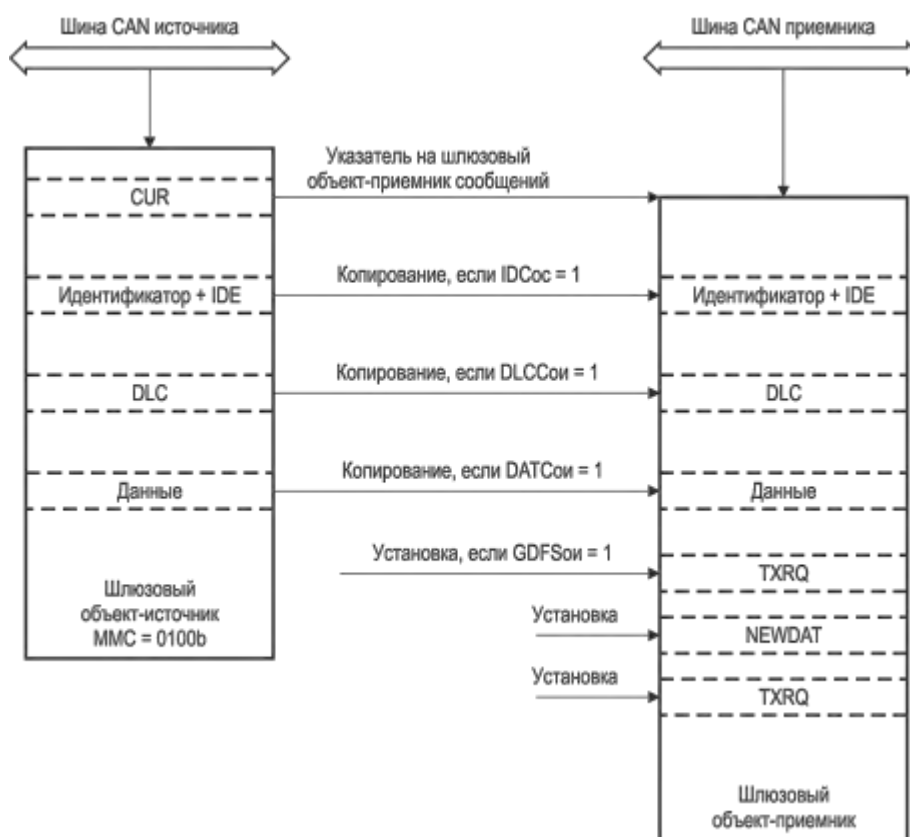 Шина CAN источника
Шина CAN приемника
Указатель на шлюзовый
объект-приемник сообщений
CUR
Копирование, если IDCос = 1
Идентификатор + IDE
Идентификатор + IDE
Копирование, если DLCCои = 1
DLC
DLC
Копирование, если DATCои = 1
Данные
Данные
Установка, если GDFSои = 1
TXRQ
Шлюзовый
объект-источник
MMC = 0100b
Установка
NEWDAT
Установка
TXRQ
Шлюзовый
объект-приемник